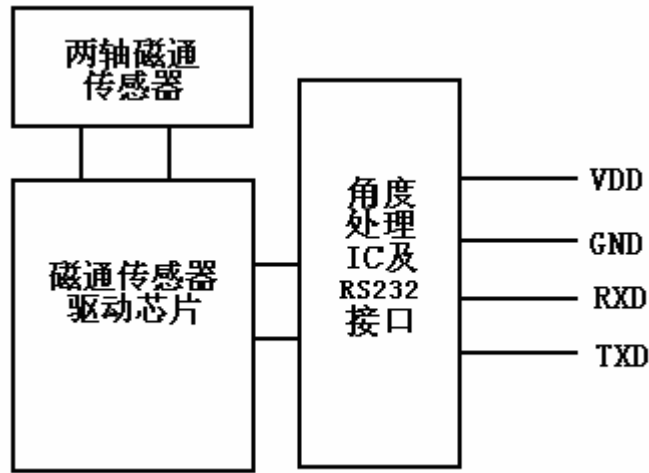 两轴磁通
传感器
磁通传感器
驱动芯片
角度
处理
IC及
RS232
接口
VDD
GND
RXD
TXD